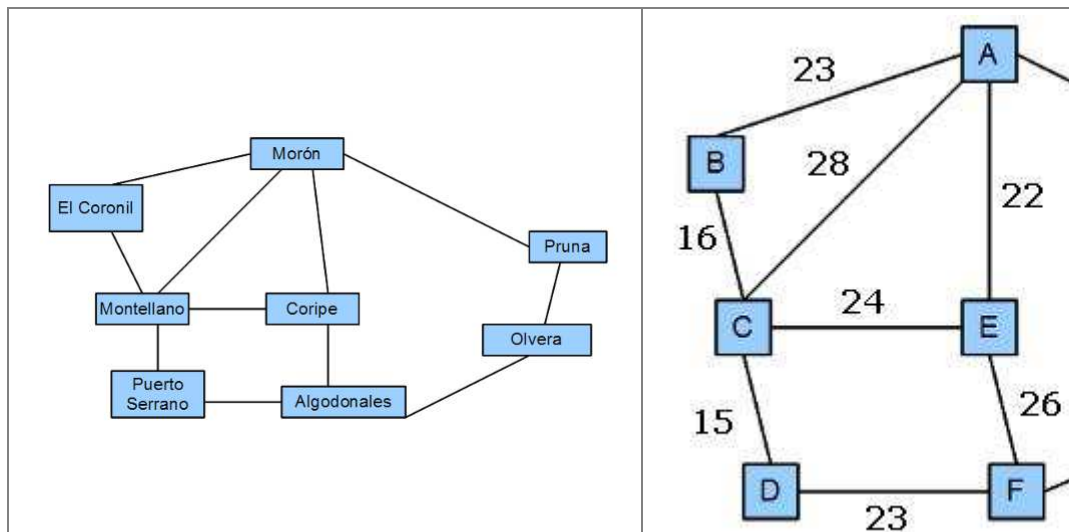 Morón
El Coronil
Pruna
Montellano
Coripe
Olvera
Puerto
Serrano
Algodonales
A
23
B
28
22
16
C
24
E
15
26
D
F
23